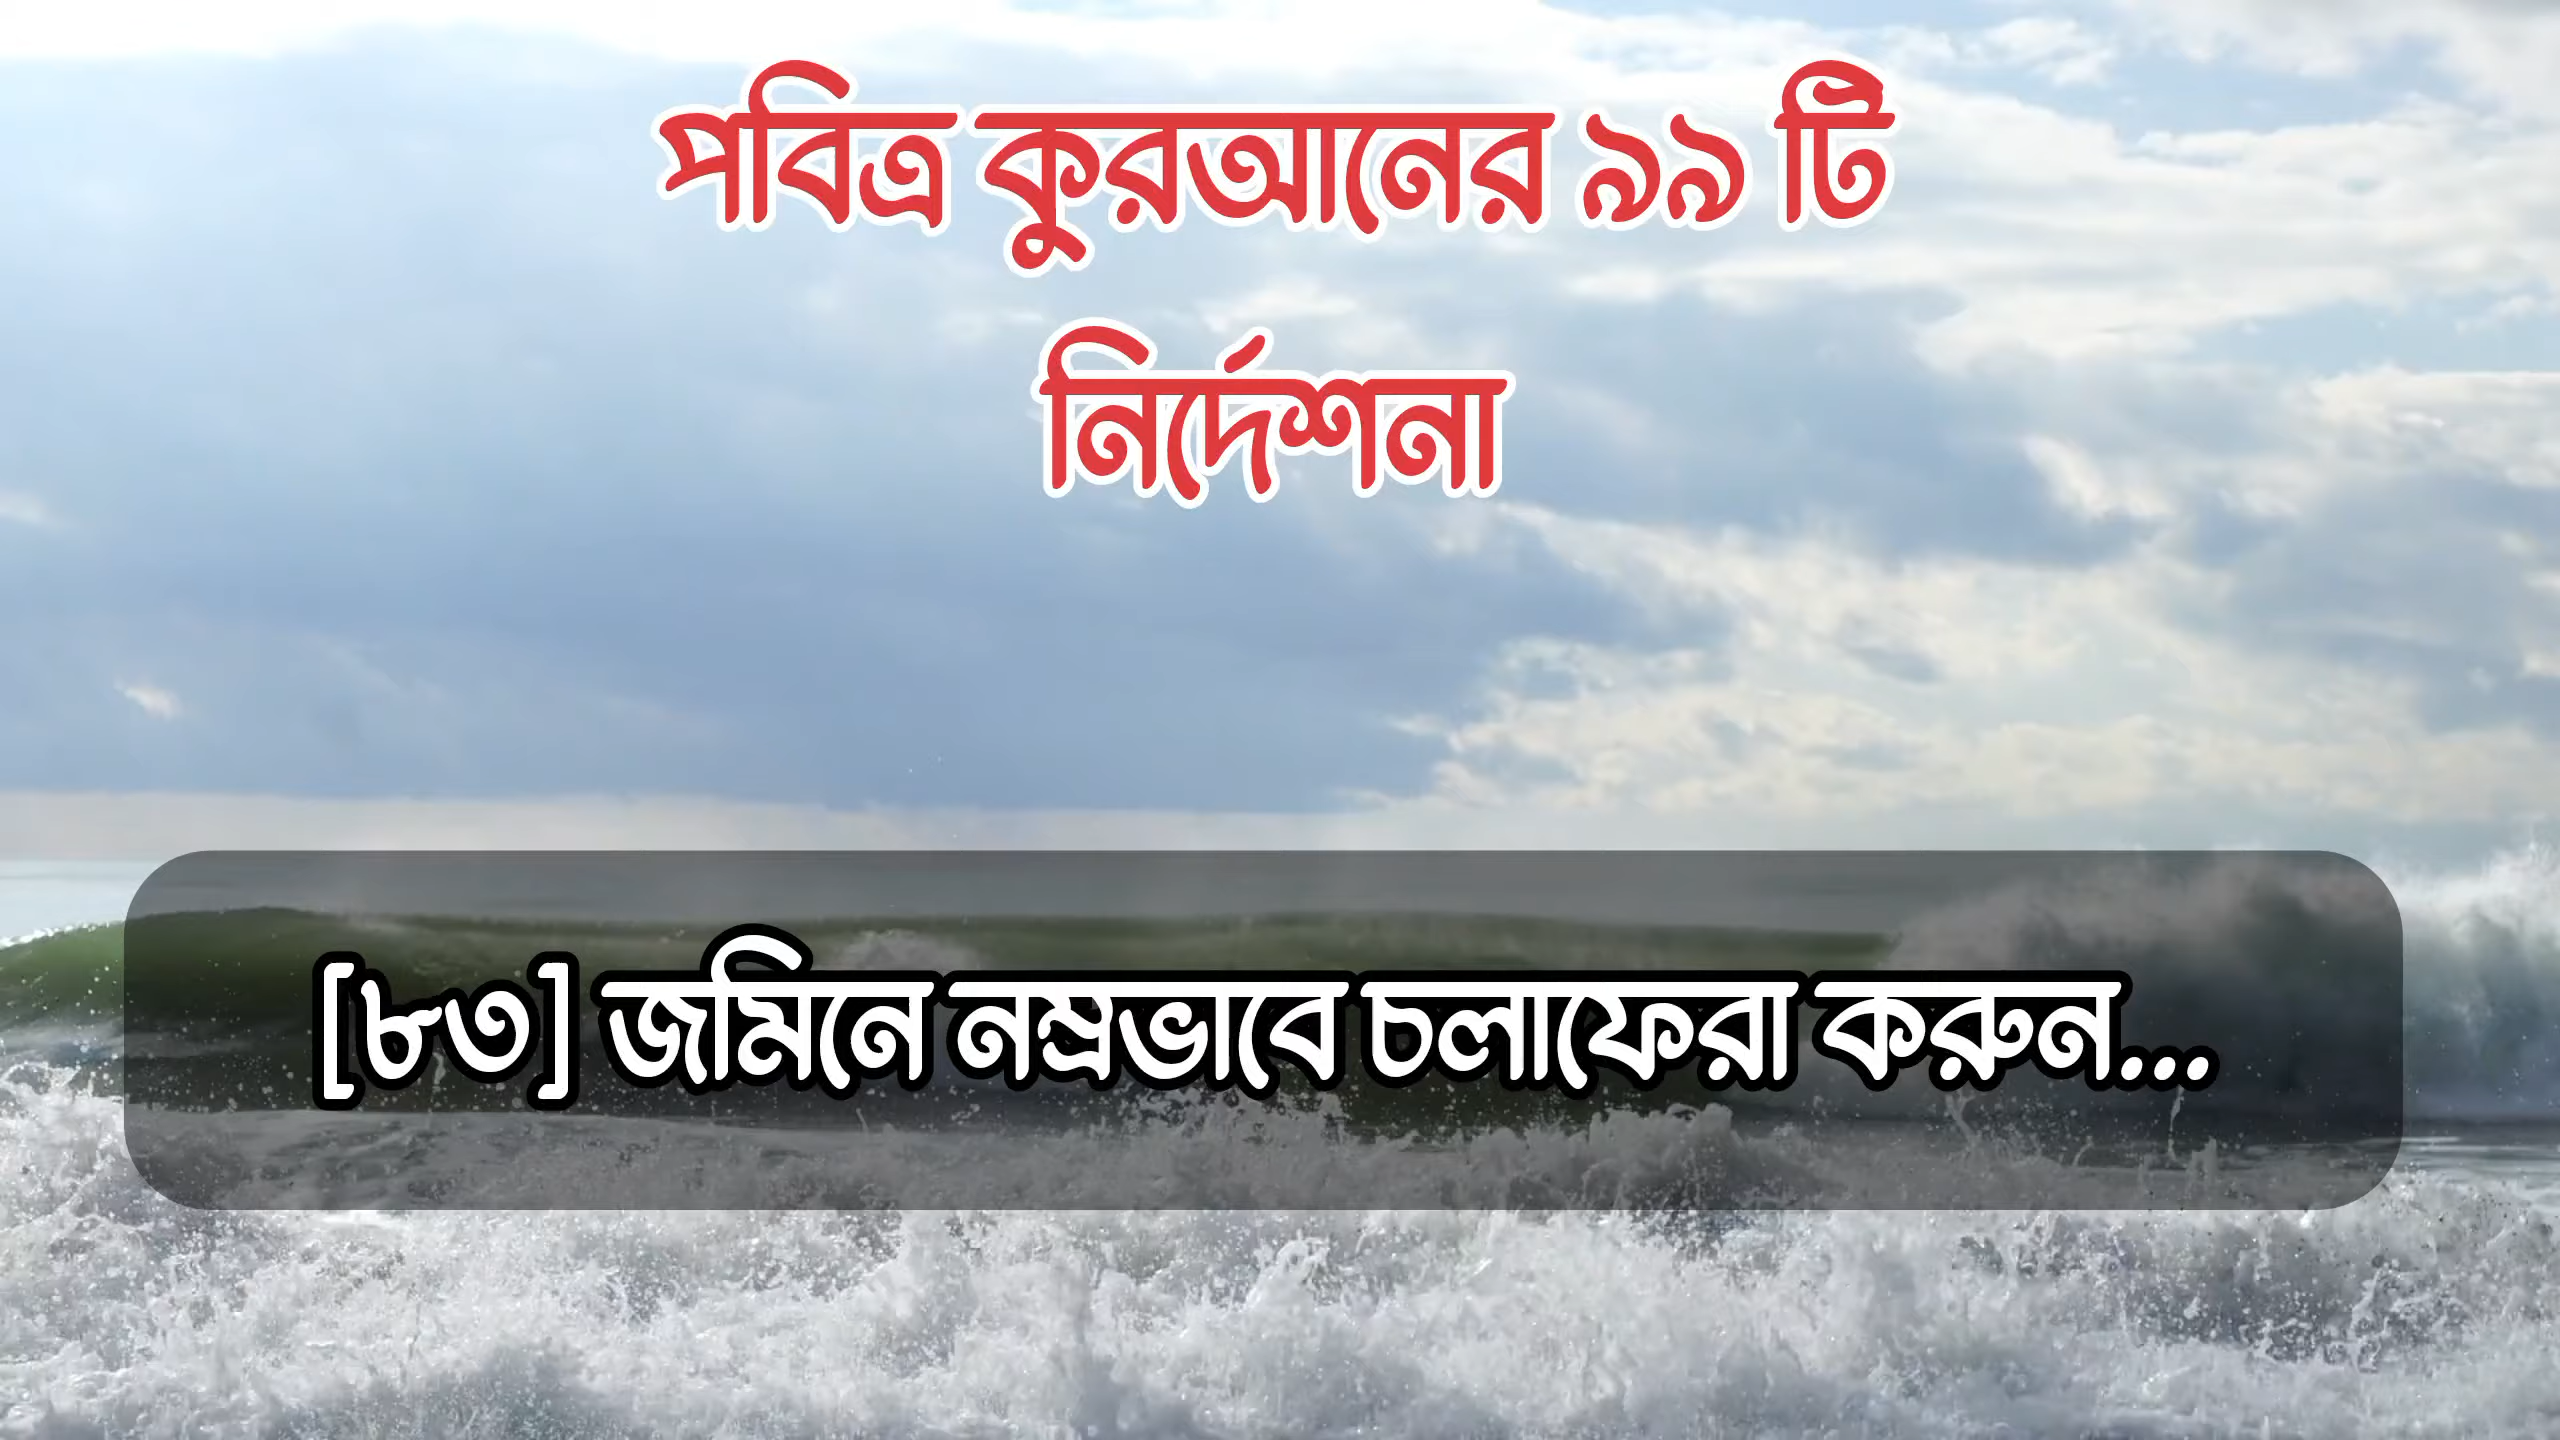 পবিত্র কুরআনের ৯৯ টি
নির্দেশনা
[৮৩] জমিনে নম্রভাবে চলাফেরা করুন...